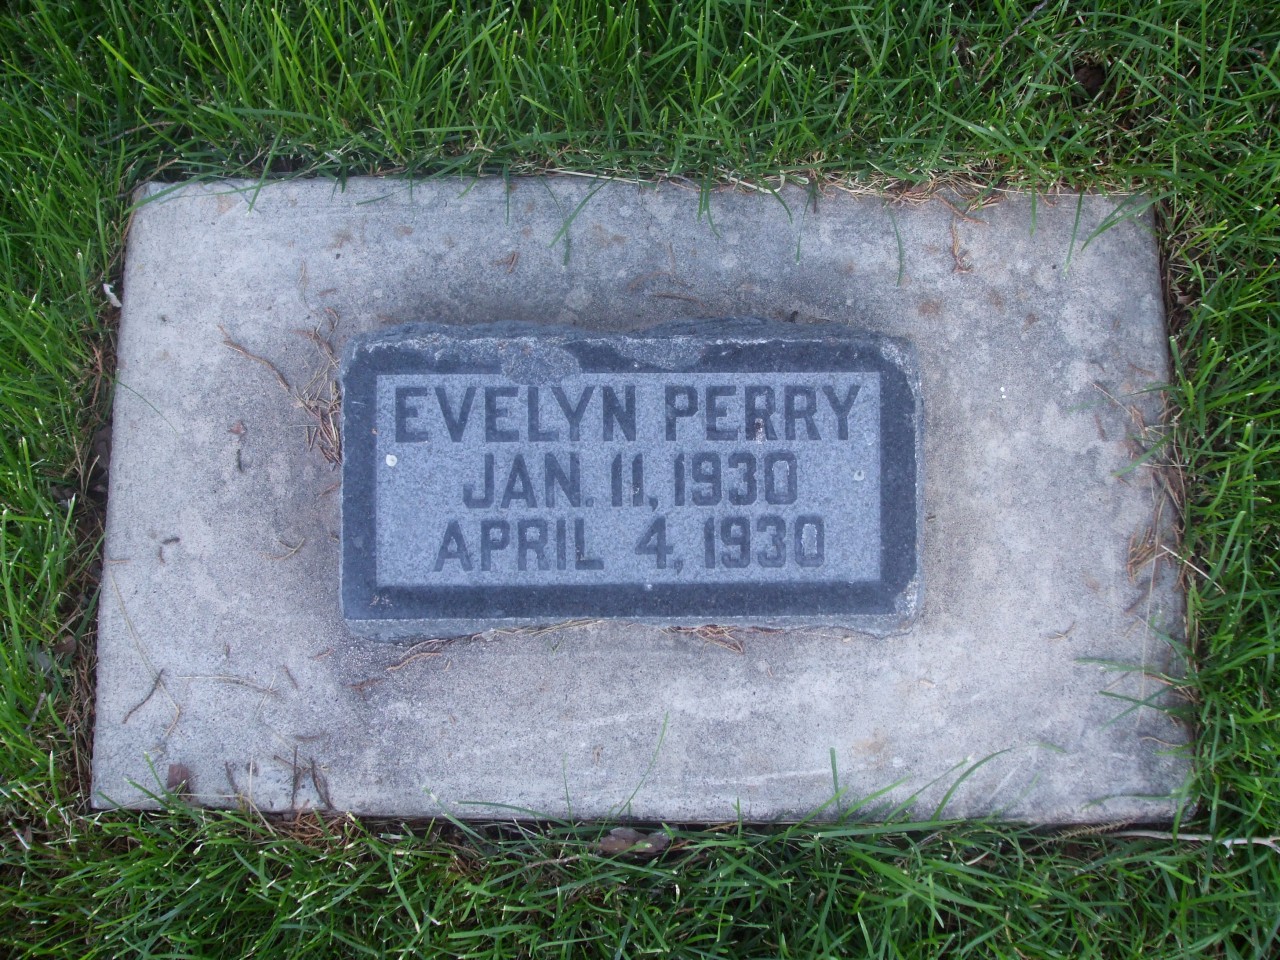 EVELYN PERRY
JAN. 11, 1930
APRIL 4, 1930